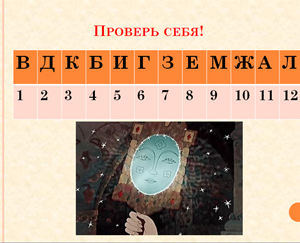 Проверь себя!
В Д К Б И Г З Е М Ж А Л
1 2 3 4 5 6 7 8 9 10 11 12